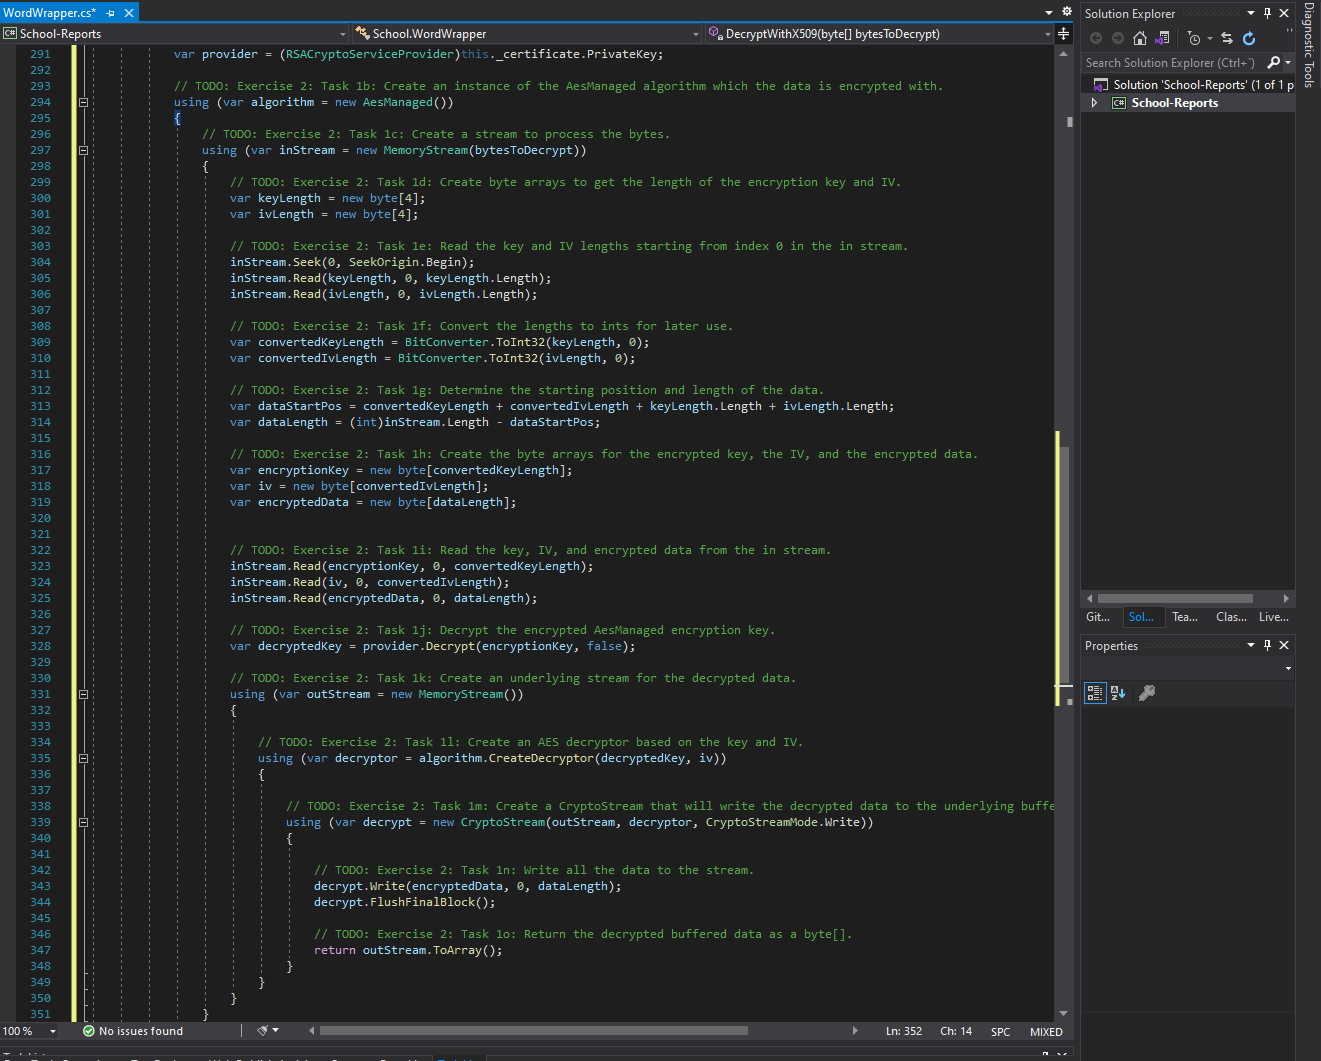 WordWrapper.cs*
School-Reports
School.WordWrapper
DecryptWithX509(byte[] bytesToDecrypt)
291 var provider = (RSACryptoServiceProvider)this._certificate.PrivateKey;
292
293 // TODO: Exercise 2: Task 1b: Create an instance of the AesManaged algorithm which the data is encrypted with.
294 using (var algorithm = new AesManaged())
295 {
296 // TODO: Exercise 2: Task 1c: Create a stream to process the bytes.
297 using (var inStream = new MemoryStream(bytesToDecrypt))
298 {
299 // TODO: Exercise 2: Task 1d: Create byte arrays to get the length of the encryption key and IV.
300 var keyLength = new byte[4];
301 var ivLength = new byte[4];
302
303 // TODO: Exercise 2: Task 1e: Read the key and IV lengths starting from index 0 in the in stream.
304 inStream.Seek(0, SeekOrigin.Begin);
305 inStream.Read(keyLength, 0, keyLength.Length);
306 inStream.Read(ivLength, 0, ivLength.Length);
307
308 // TODO: Exercise 2: Task 1f: Convert the lengths to ints for later use.
309 var convertedKeyLength = BitConverter.ToInt32(keyLength, 0);
310 var convertedIvLength = BitConverter.ToInt32(ivLength, 0);
311
312 // TODO: Exercise 2: Task 1g: Determine the starting position and length of the data.
313 var dataStartPos = convertedKeyLength + convertedIvLength + keyLength.Length + ivLength.Length;
314 var dataLength = (int)inStream.Length - dataStartPos;
315
316 // TODO: Exercise 2: Task 1h: Create the byte arrays for the encrypted key, the IV, and the encrypted data.
317 var encryptionKey = new byte[convertedKeyLength];
318 var iv = new byte[convertedIvLength];
319 var encryptedData = new byte[dataLength];
320
321
322 // TODO: Exercise 2: Task 1i: Read the key, IV, and encrypted data from the in stream.
323 inStream.Read(encryptionKey, 0, convertedKeyLength);
324 inStream.Read(iv, 0, convertedIvLength);
325 inStream.Read(encryptedData, 0, dataLength);
326
327 // TODO: Exercise 2: Task 1j: Decrypt the encrypted AesManaged encryption key.
328 var decryptedKey = provider.Decrypt(encryptionKey, false);
329
330 // TODO: Exercise 2: Task 1k: Create an underlying stream for the decrypted data.
331 using (var outStream = new MemoryStream())
332 {
333
334 // TODO: Exercise 2: Task 1l: Create an AES decryptor based on the key and IV.
335 using (var decryptor = algorithm.CreateDecryptor(decryptedKey, iv))
336 {
337
338 // TODO: Exercise 2: Task 1m: Create a CryptoStream that will write the decrypted data to the underlying buffe
339 using (var decrypt = new CryptoStream(outStream, decryptor, CryptoStreamMode.Write))
340 {
341
342 // TODO: Exercise 2: Task 1n: Write all the data to the stream.
343 decrypt.Write(encryptedData, 0, dataLength);
344 decrypt.FlushFinalBlock();
345
346 // TODO: Exercise 2: Task 1o: Return the decrypted buffered data as a byte[].
347 return outStream.ToArray();
348 }
349 }
350 }
351 }
100 %
No issues found
Ln: 352 Ch: 14 SPC MIXED
Solution Explorer
Search Solution Explorer (Ctrl+¨)
Solution 'School-Reports' (1 of 1 p
C# School-Reports
Git... Sol... Tea... Clas... Live...
Properties
Diagnostic Tools